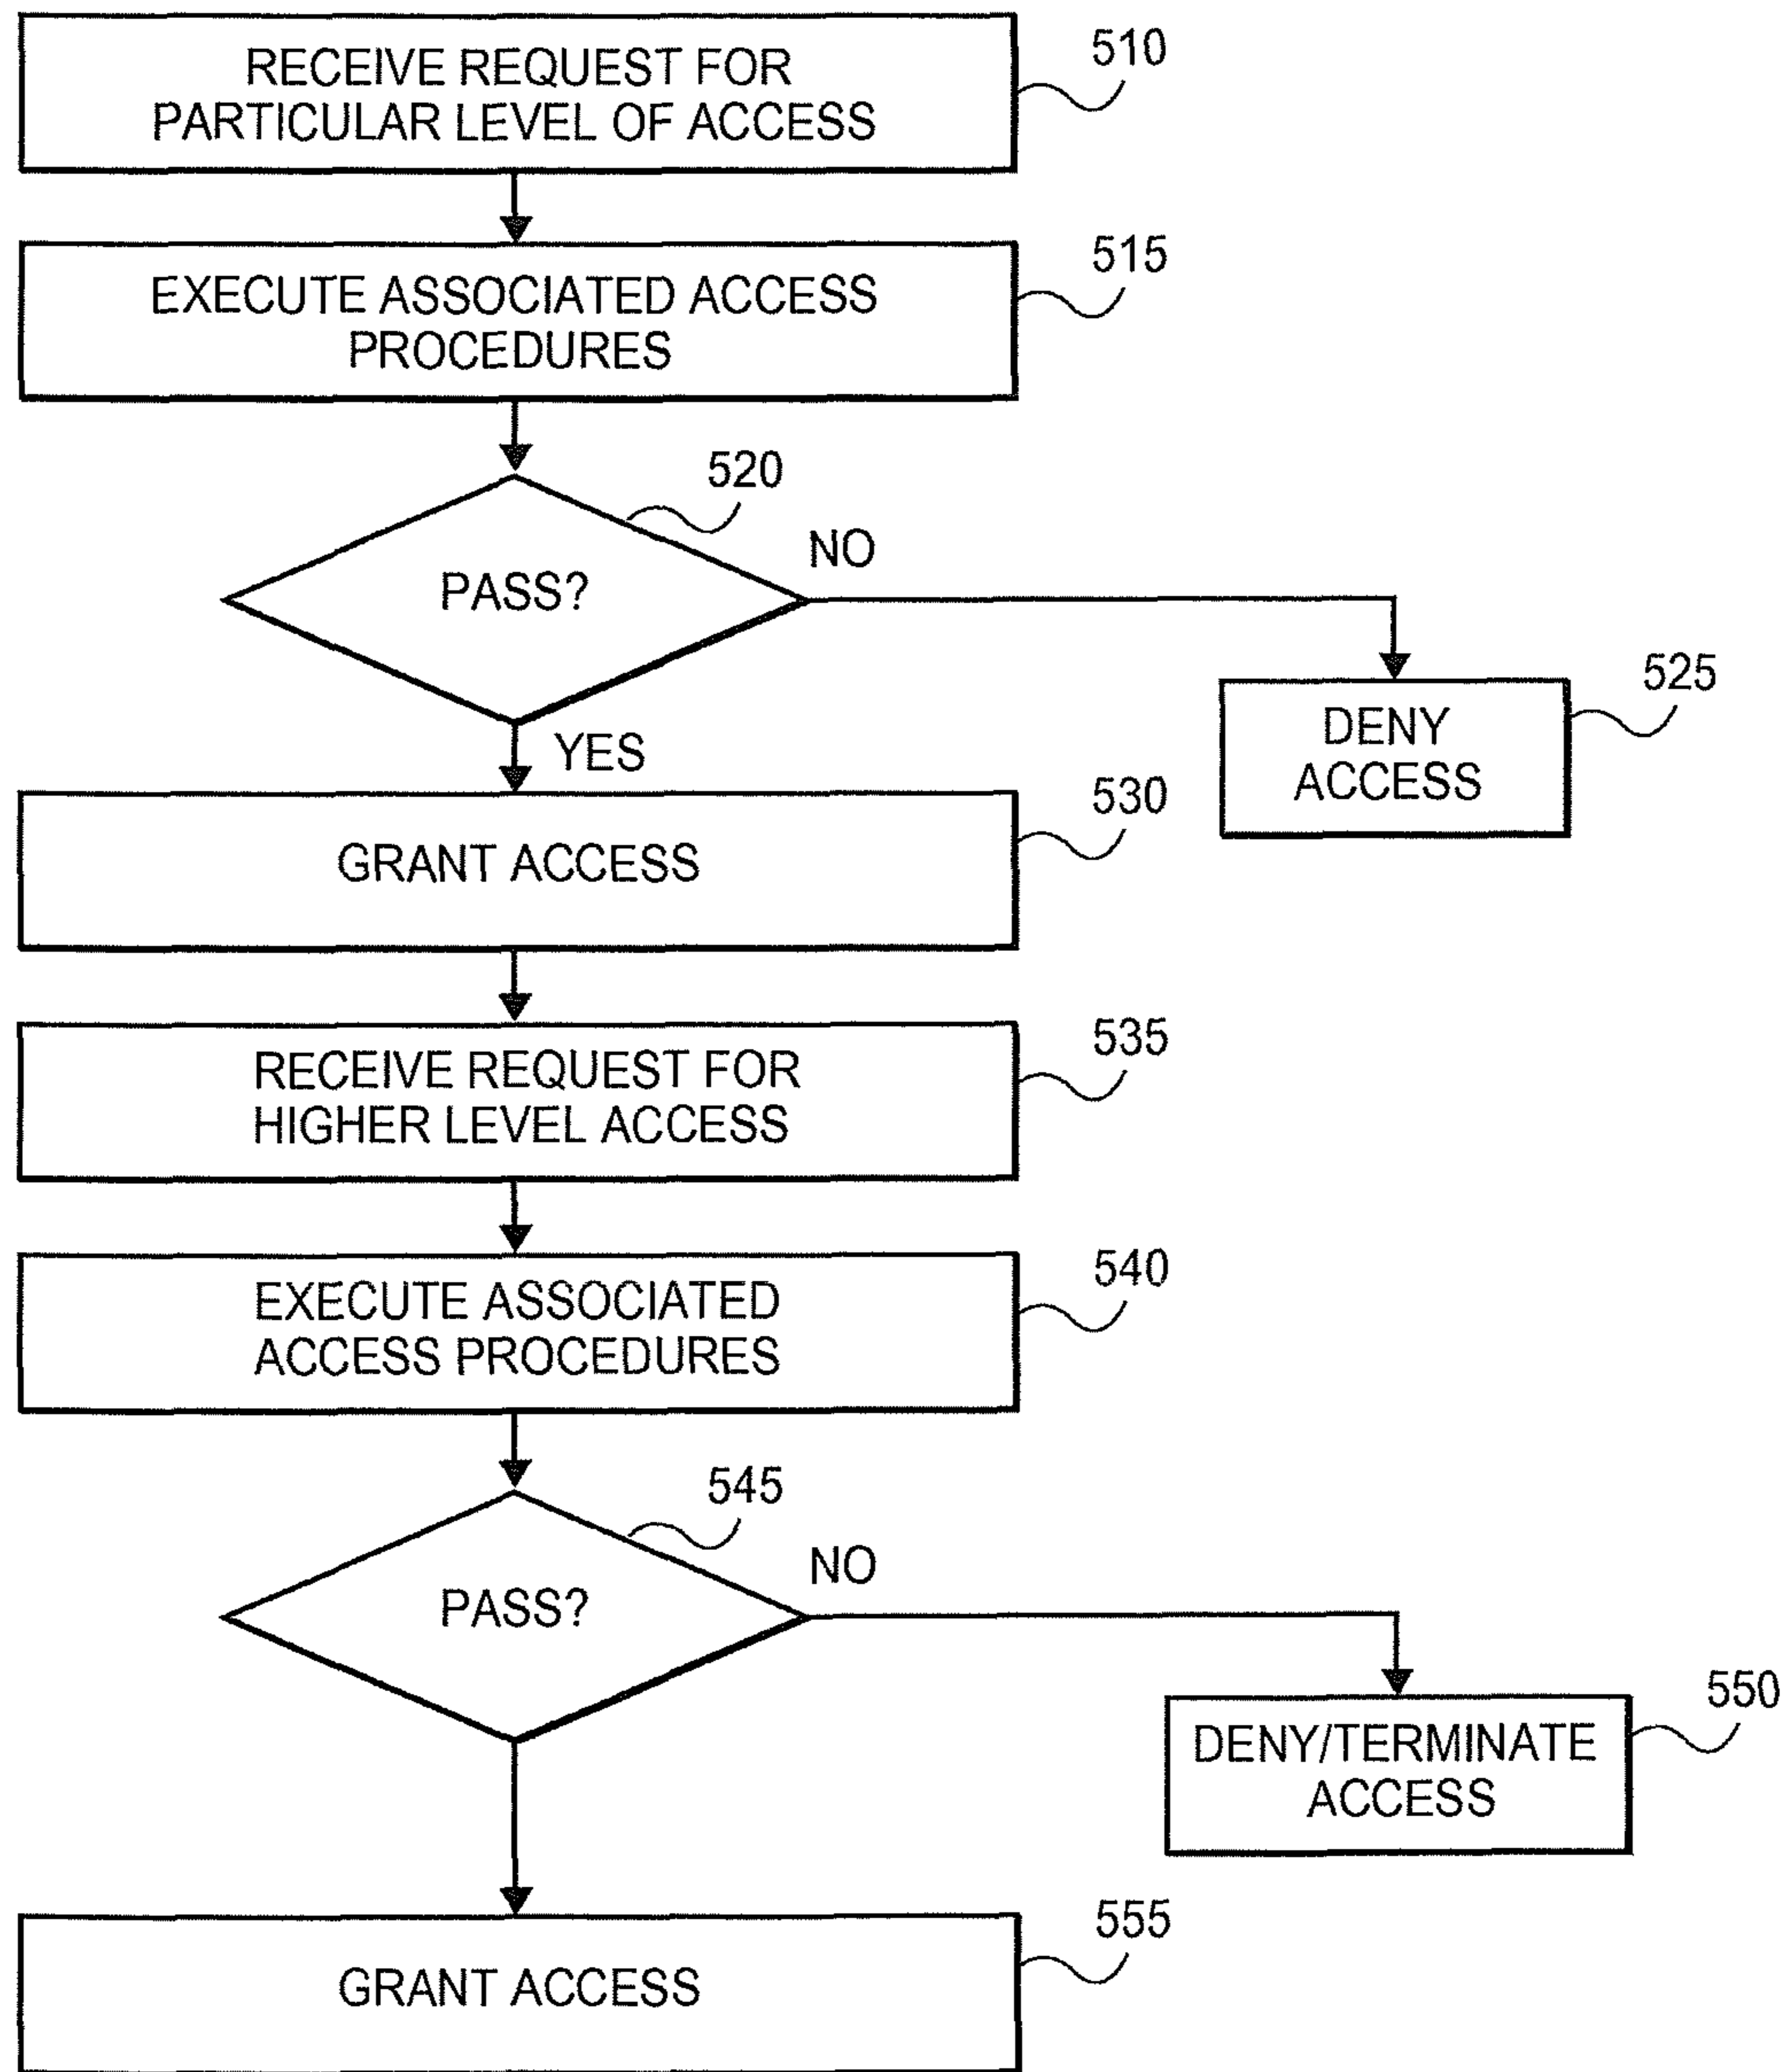 RECEIVE REQUEST FOR
PARTICULAR LEVEL OF ACCESS
510
EXECUTE ASSOCIATED ACCESS
PROCEDURES
515
520
PASS?
NO
YES
525
DENY
ACCESS
530
GRANT ACCESS
535
RECEIVE REQUEST FOR
HIGHER LEVEL ACCESS
540
EXECUTE ASSOCIATED
ACCESS PROCEDURES
545
PASS?
NO
550
DENY/TERMINATE
ACCESS
555
GRANT ACCESS